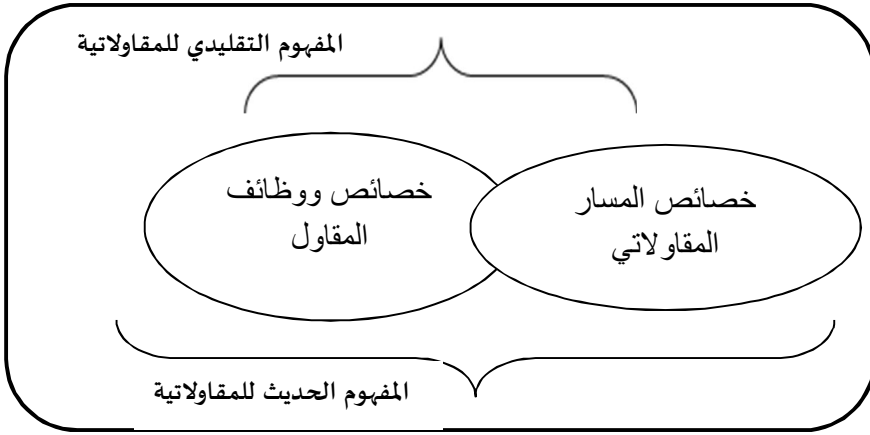 المفهوم التقليدي للمقاولاتية
خصائص المسار
المقاولاتي
خصائص ووظائف
المقاول
المفهوم الحديث للمقاولاتية